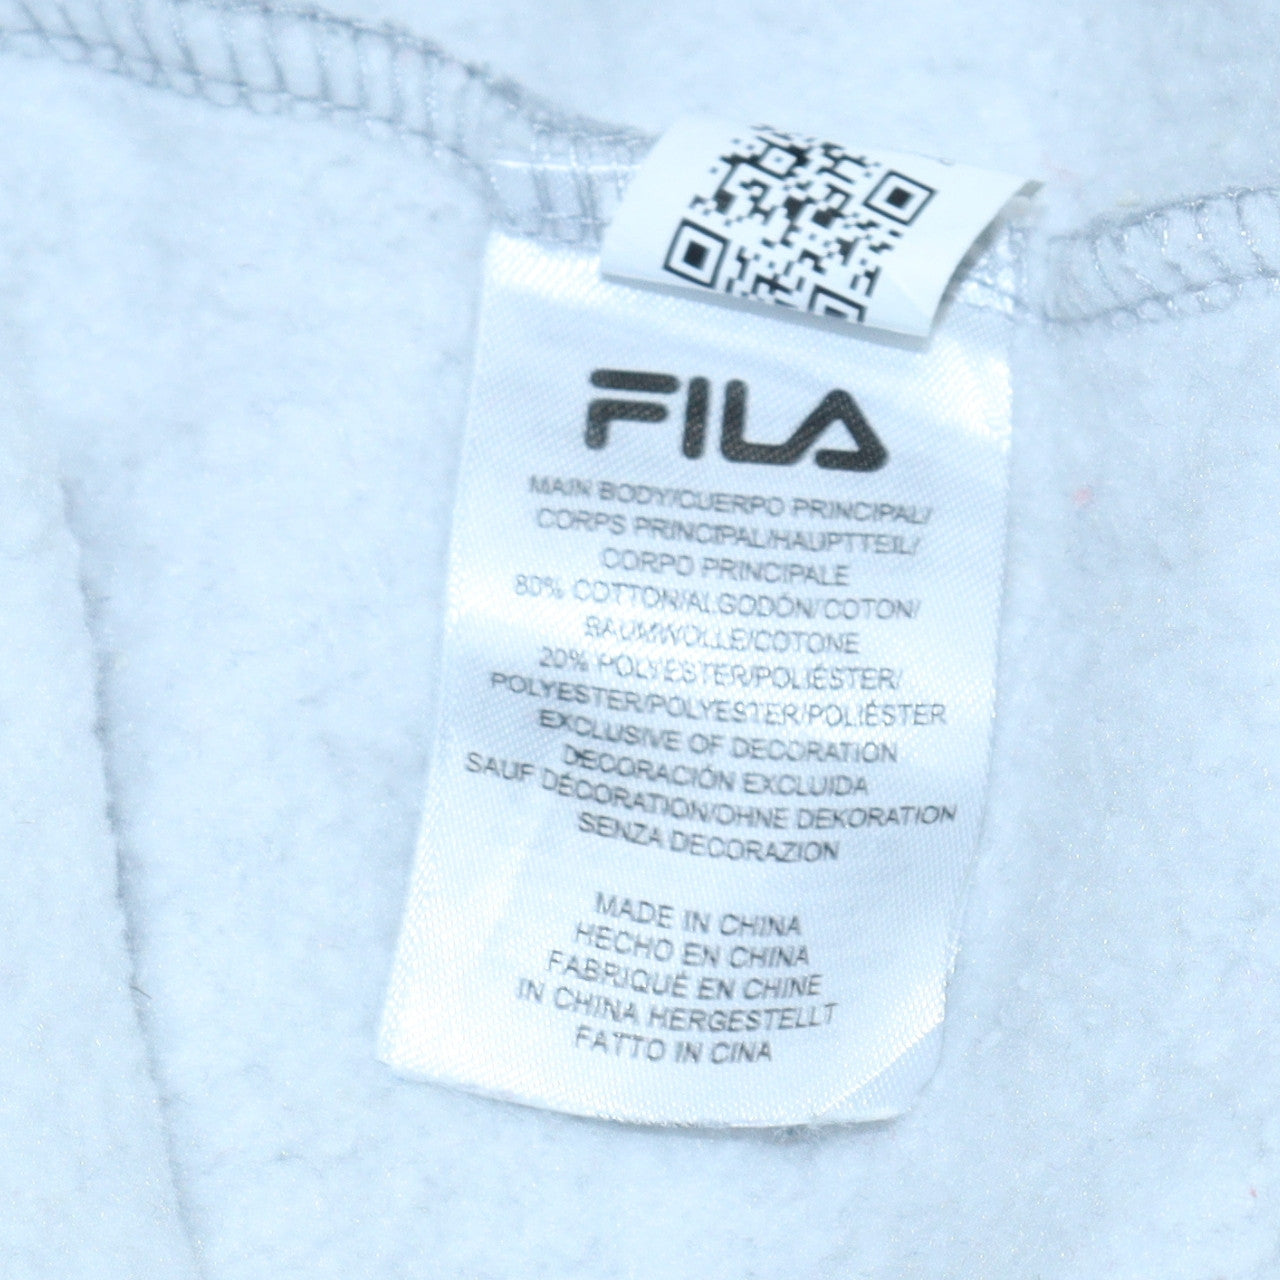 FILA
MAIN BODY/CUERPO PRINCIPAL/
CORPS PRINCIPAL/HAUPTTEIL/
CORPO PRINCIPALE
80% COTTON/ALGODÓN/COTON/
BAUMWOLLE/COTONE
20% POLYESTER/POLIÉSTER/
POLYESTER/POLYESTER/POLIÉSTER
EXCLUSIVE OF DECORATION
DECORACIÓN EXCLUIDA
SAUF DÉCORATION/OHNE DEKORATION
SENZA DECORAZION
MADE IN CHINA
HECHO EN CHINA
FABRIQUÉ EN CHINE
IN CHINA HERGESTELLT
FATTO IN CINA